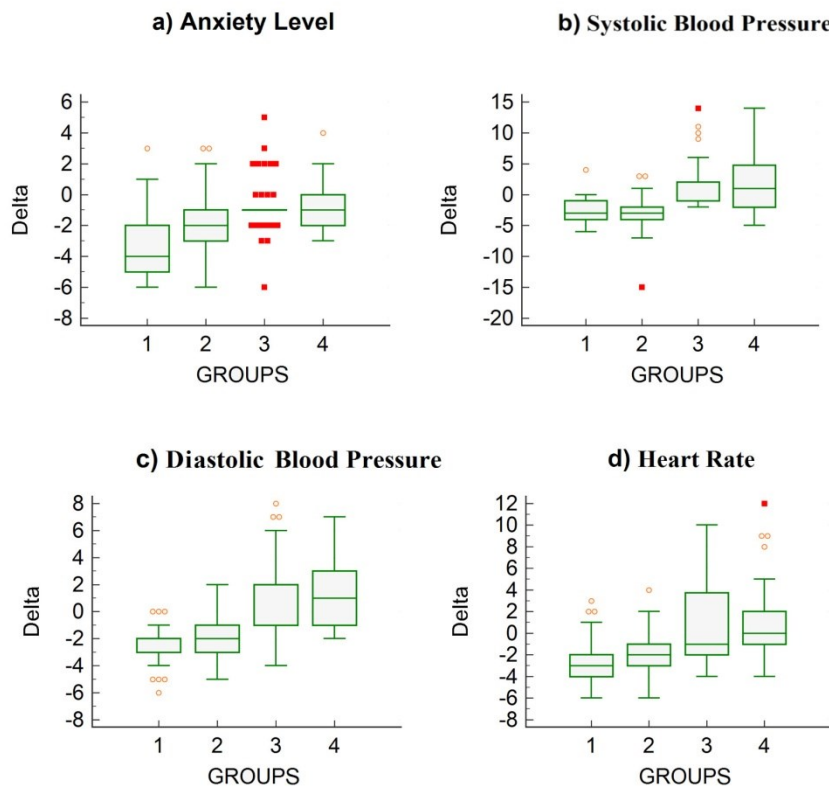 a) Anxiety Level
6
4
2
0
-2
-4
-6
-8
Delta
1 2 3 4
GROUPS
b) Systolic Blood Pressure
15
10
5
0
-5
-10
-15
-20
Delta
1 2 3 4
GROUPS
c) Diastolic Blood Pressure
8
6
4
2
0
-2
-4
-6
-8
Delta
1 2 3 4
GROUPS
d) Heart Rate
12
10
8
6
4
2
0
-2
-4
-6
-8
Delta
1 2 3 4
GROUPS